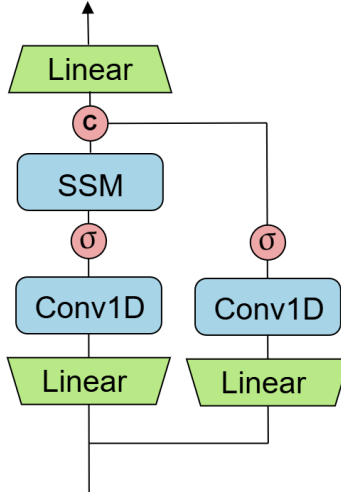 Linear
C
SSM
σ σ
Conv1D Conv1D
Linear Linear